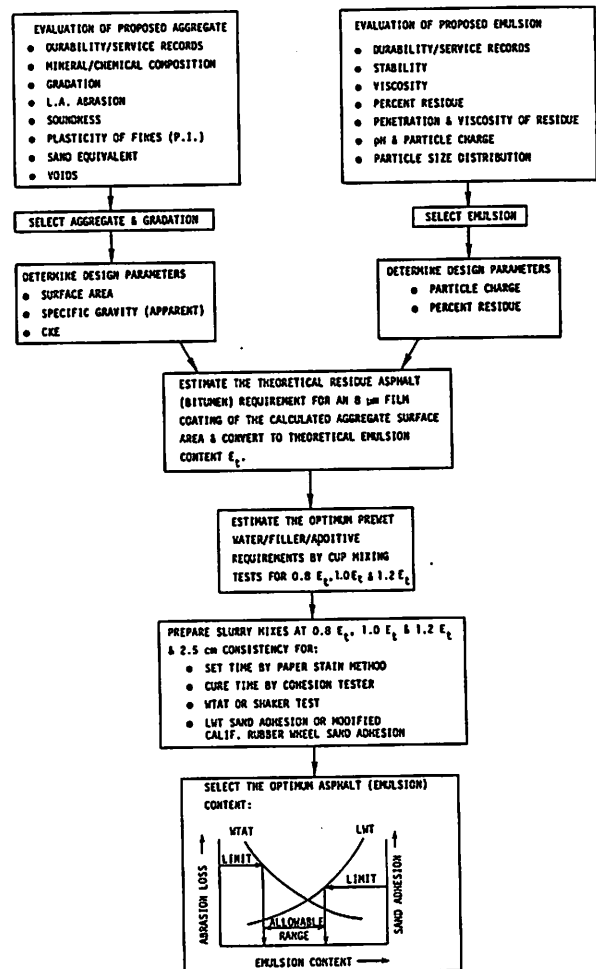 EVALUATION OF PROPOSED AGGREGATE
● DURABILITY/SERVICE RECORDS
● MINERAL/CHEMICAL COMPOSITION
● GRADATION
● L.A. ABRASION
● SOUNDNESS
● PLASTICITY OF FINES (P.I.)
● SAND EQUIVALENT
● VOIDS
EVALUATION OF PROPOSED EMULSION
● DURABILITY/SERVICE RECORDS
● STABILITY
● VISCOSITY
● PERCENT RESIDUE
● PENETRATION & VISCOSITY OF RESIDUE
● pH & PARTICLE CHARGE
● PARTICLE SIZE DISTRIBUTION
SELECT AGGREGATE & GRADATION
SELECT EMULSION
DETERMINE DESIGN PARAMETERS
● SURFACE AREA
● SPECIFIC GRAVITY (APPARENT)
● CKE
DETERMINE DESIGN PARAMETERS
● PARTICLE CHARGE
● PERCENT RESIDUE
ESTIMATE THE THEORETICAL RESIDUE ASPHALT
(BITUMEN) REQUIREMENT FOR AN 8 µm FILM
COATING OF THE CALCULATED AGGREGATE SURFACE
AREA & CONVERT TO THEORETICAL EMULSION
CONTENT Et.
ESTIMATE THE OPTIMUM PREWET
WATER/FILLER/ADDITIVE
REQUIREMENTS BY CUP MIXING
TESTS FOR 0.8 Et, 1.0 Et & 1.2 Et
PREPARE SLURRY MIXES AT 0.8 Et, 1.0 Et & 1.2 Et
& 2.5 cm CONSISTENCY FOR:
● SET TIME BY PAPER STAIN METHOD
● CURE TIME BY COHESION TESTER
● WTAT OR SHAKER TEST
● LWT SAND ADHESION OR MODIFIED
CALIF. RUBBER WHEEL SAND ADHESION
SELECT THE OPTIMUM ASPHALT (EMULSION)
CONTENT:
WTAT
LWT
LIMIT
LIMIT
ABRASION LOSS
SAND ADHESION
ALLOWABLE
RANGE
EMULSION CONTENT